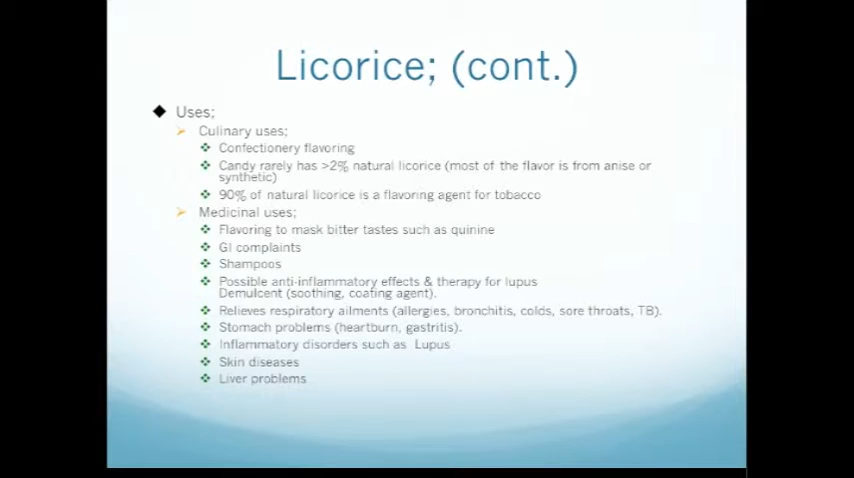 Licorice; (cont.)
Uses;
Culinary uses;
Confectionery flavoring
Candy rarely has >2% natural licorice (most of the flavor is from anise or
synthetic)
90% of natural licorice is a flavoring agent for tobacco
Medicinal uses;
Flavoring to mask bitter tastes such as quinine
GI complaints
Shampoos
Possible anti-inflammatory effects & therapy for lupus
Demulcent (soothing, coating agent).
Relieves respiratory ailments (allergies, bronchitis, colds, sore throats, TB).
Stomach problems (heartburn, gastritis).
Inflammatory disorders such as Lupus
Skin diseases
Liver problems